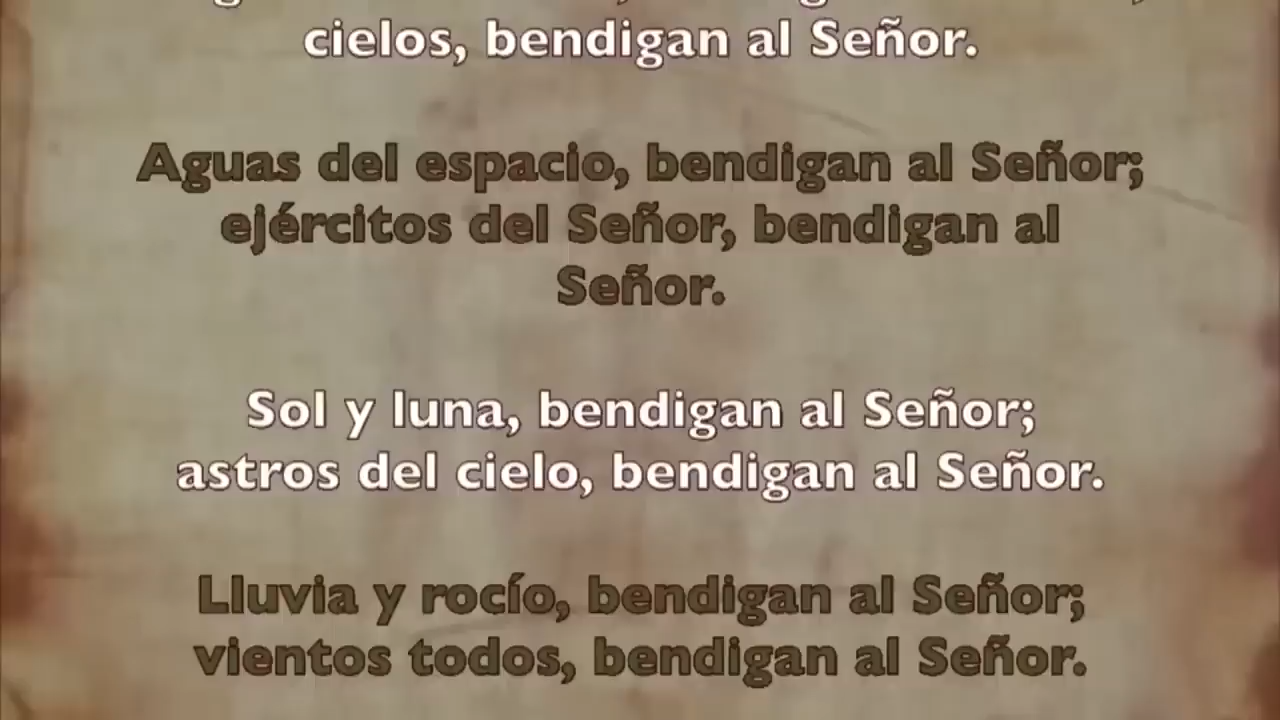 cielos, bendigan al Señor.
Aguas del espacio, bendigan al Señor;
ejércitos del Señor, bendigan al
Señor.
Sol y luna, bendigan al Señor;
astros del cielo, bendigan al Señor.
Lluvia y rocío, bendigan al Señor;
vientos todos, bendigan al Señor.